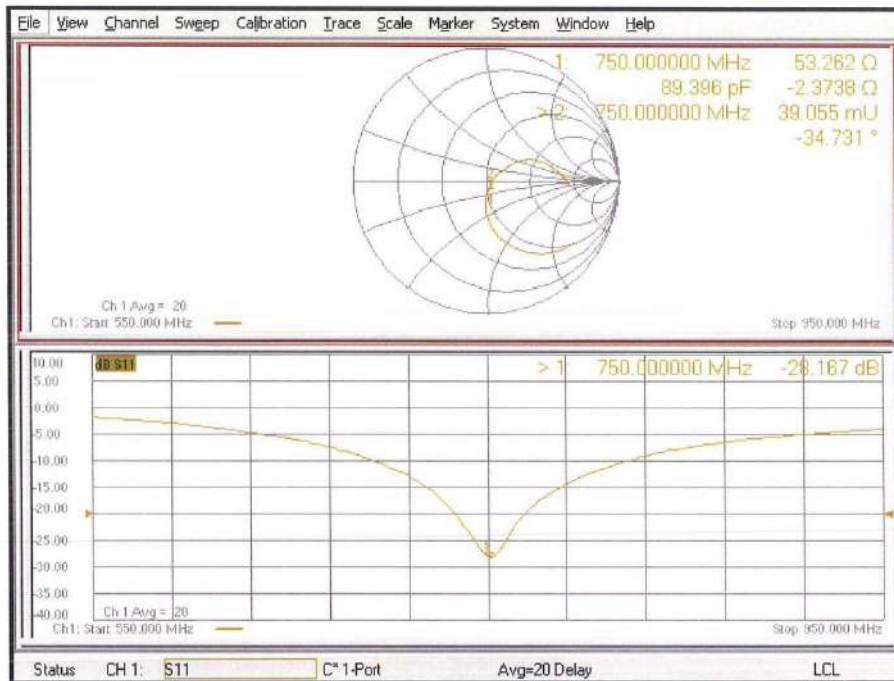 File View Channel Sweep Calibration Trace Scale Marker System Window Help
1: 750.000000 MHz 53.262 Ω
89.396 pF -2.3738 Ω
> 2: 750.000000 MHz 39.055 mU
-34.731 °
Ch 1 Avg = 20
Ch1: Start 550.000 MHz
Stop 950.000 MHz
10.00
dB S11
> 1: 750.000000 MHz -28.167 dB
5.00
0.00
-5.00
-10.00
-15.00
-20.00
-25.00
-30.00
-35.00
-40.00
Ch 1 Avg = 20
Ch1: Start 550.000 MHz
Stop 950.000 MHz
Status CH 1: S11 C* 1-Port Avg=20 Delay LCL